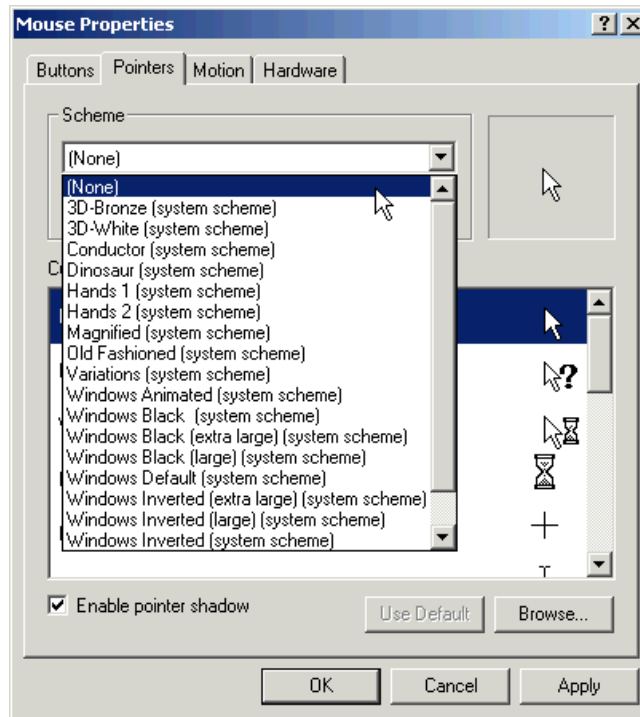 Mouse Properties
Buttons Pointers Motion Hardware
Scheme
(None)
(None)
3D-Bronze (system scheme)
3D-White (system scheme)
Conductor (system scheme)
Dinosaur (system scheme)
Hands 1 (system scheme)
Hands 2 (system scheme)
Magnified (system scheme)
Old Fashioned (system scheme)
Variations (system scheme)
Windows Animated (system scheme)
Windows Black  (system scheme)
Windows Black (extra large) (system scheme)
Windows Black (large) (system scheme)
Windows Default (system scheme)
Windows Inverted (extra large) (system scheme)
Windows Inverted (large) (system scheme)
Windows Inverted (system scheme)
Enable pointer shadow
Use Default Browse...
OK Cancel Apply